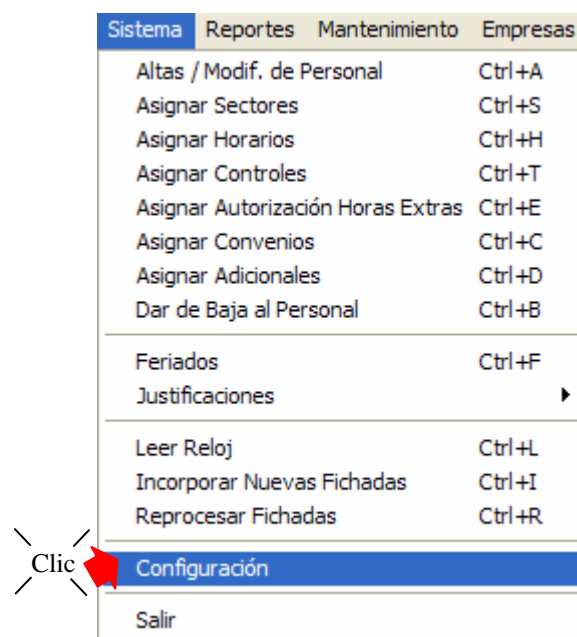 Sistema Reportes Mantenimiento Empresas
Altas / Modif. de Personal Ctrl+A
Asignar Sectores Ctrl+S
Asignar Horarios Ctrl+H
Asignar Controles Ctrl+T
Asignar Autorización Horas Extras Ctrl+E
Asignar Convenios Ctrl+C
Asignar Adicionales Ctrl+D
Dar de Baja al Personal Ctrl+B
Feriados Ctrl+F
Justificaciones
Leer Reloj Ctrl+L
Incorporar Nuevas Fichadas Ctrl+I
Reprocesar Fichadas Ctrl+R
Clic Configuración
Salir